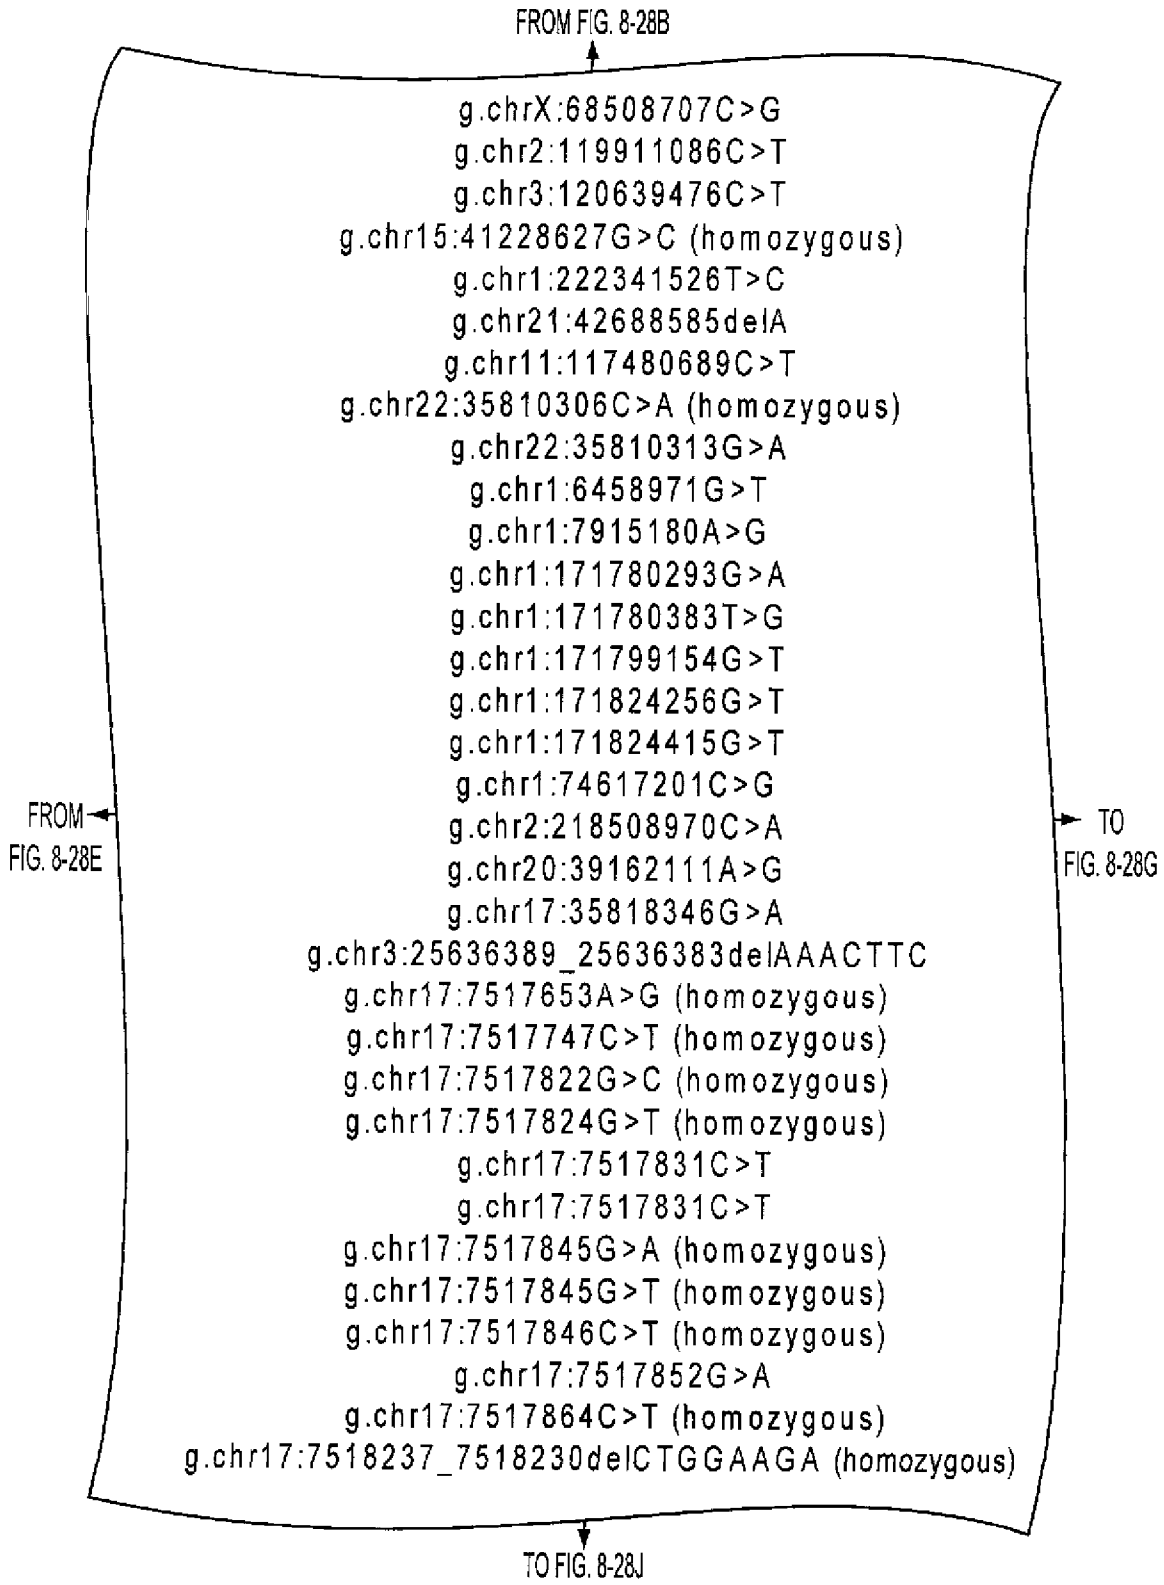 FROM FIG. 8-28B
g.chrX:68508707C>G
g.chr2:119911086C>T
g.chr3:120639476C>T
g.chr15:41228627G>C (homozygous)
g.chr1:222341526T>C
g.chr21:42688585delA
g.chr11:117480689C>T
g.chr22:35810306C>A (homozygous)
g.chr22:35810313G>A
g.chr1:6458971G>T
g.chr1:7915180A>G
g.chr1:171780293G>A
g.chr1:171780383T>G
g.chr1:171799154G>T
g.chr1:171824256G>T
g.chr1:171824415G>T
g.chr1:74617201C>G
g.chr2:218508970C>A
g.chr20:39162111A>G
g.chr17:35818346G>A
g.chr3:25636389_25636383delAAACTTC
g.chr17:7517653A>G (homozygous)
g.chr17:7517747C>T (homozygous)
g.chr17:7517822G>C (homozygous)
g.chr17:7517824G>T (homozygous)
g.chr17:7517831C>T
g.chr17:7517831C>T
g.chr17:7517845G>A (homozygous)
g.chr17:7517845G>T (homozygous)
g.chr17:7517846C>T (homozygous)
g.chr17:7517852G>A
g.chr17:7517864C>T (homozygous)
g.chr17:7518237_7518230delCTGGAAGA (homozygous)
FROM
FIG. 8-28E
TO
FIG. 8-28G
TO FIG. 8-28J